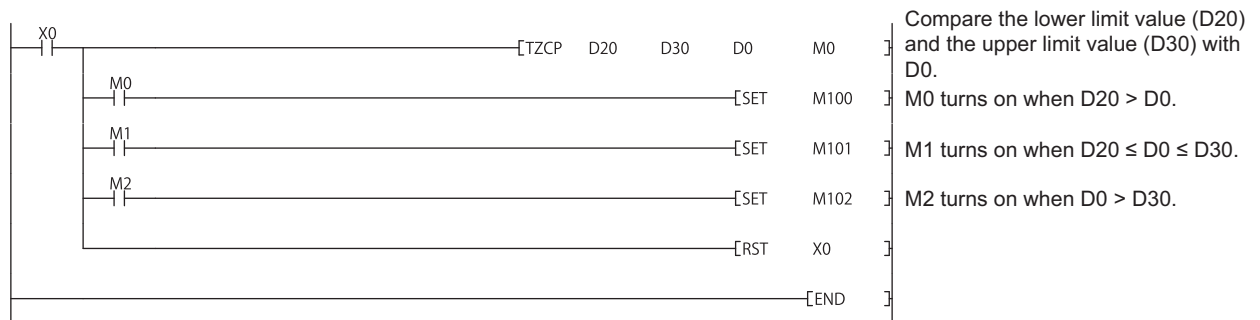 X0
[TZCP D20 D30 D0 M0 ]
Compare the lower limit value (D20)
and the upper limit value (D30) with
D0.
M0
[SET M100 ]
M0 turns on when D20 > D0.
M1
[SET M101 ]
M1 turns on when D20 ≤ D0 ≤ D30.
M2
[SET M102 ]
M2 turns on when D0 > D30.
[RST X0 ]
[END ]